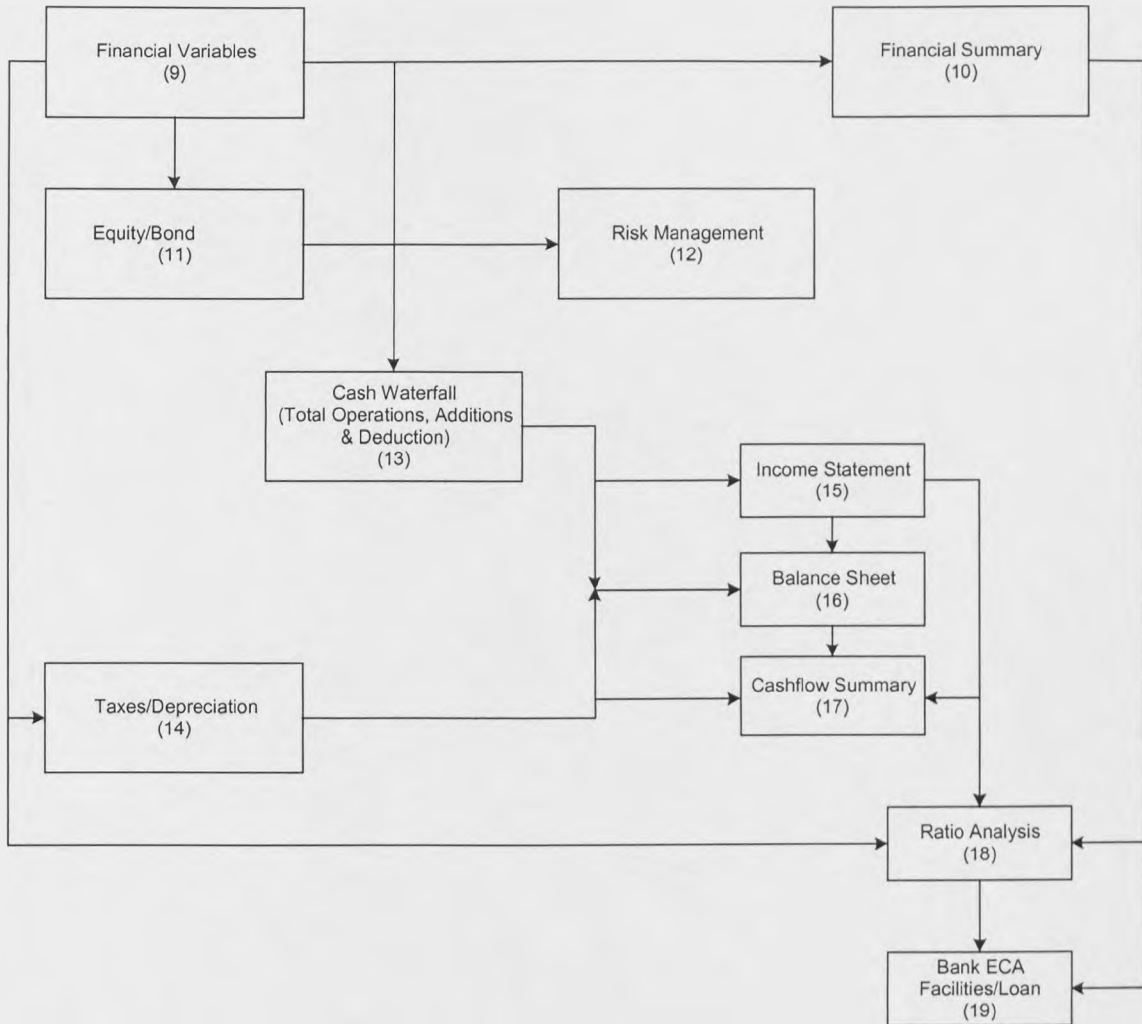 Financial Variables
(9)
Financial Summary
(10)
Equity/Bond
(11)
Risk Management
(12)
Cash Waterfall
(Total Operations, Additions
& Deduction)
(13)
Income Statement
(15)
Balance Sheet
(16)
Cashflow Summary
(17)
Taxes/Depreciation
(14)
Ratio Analysis
(18)
Bank ECA
Facilities/Loan
(19)